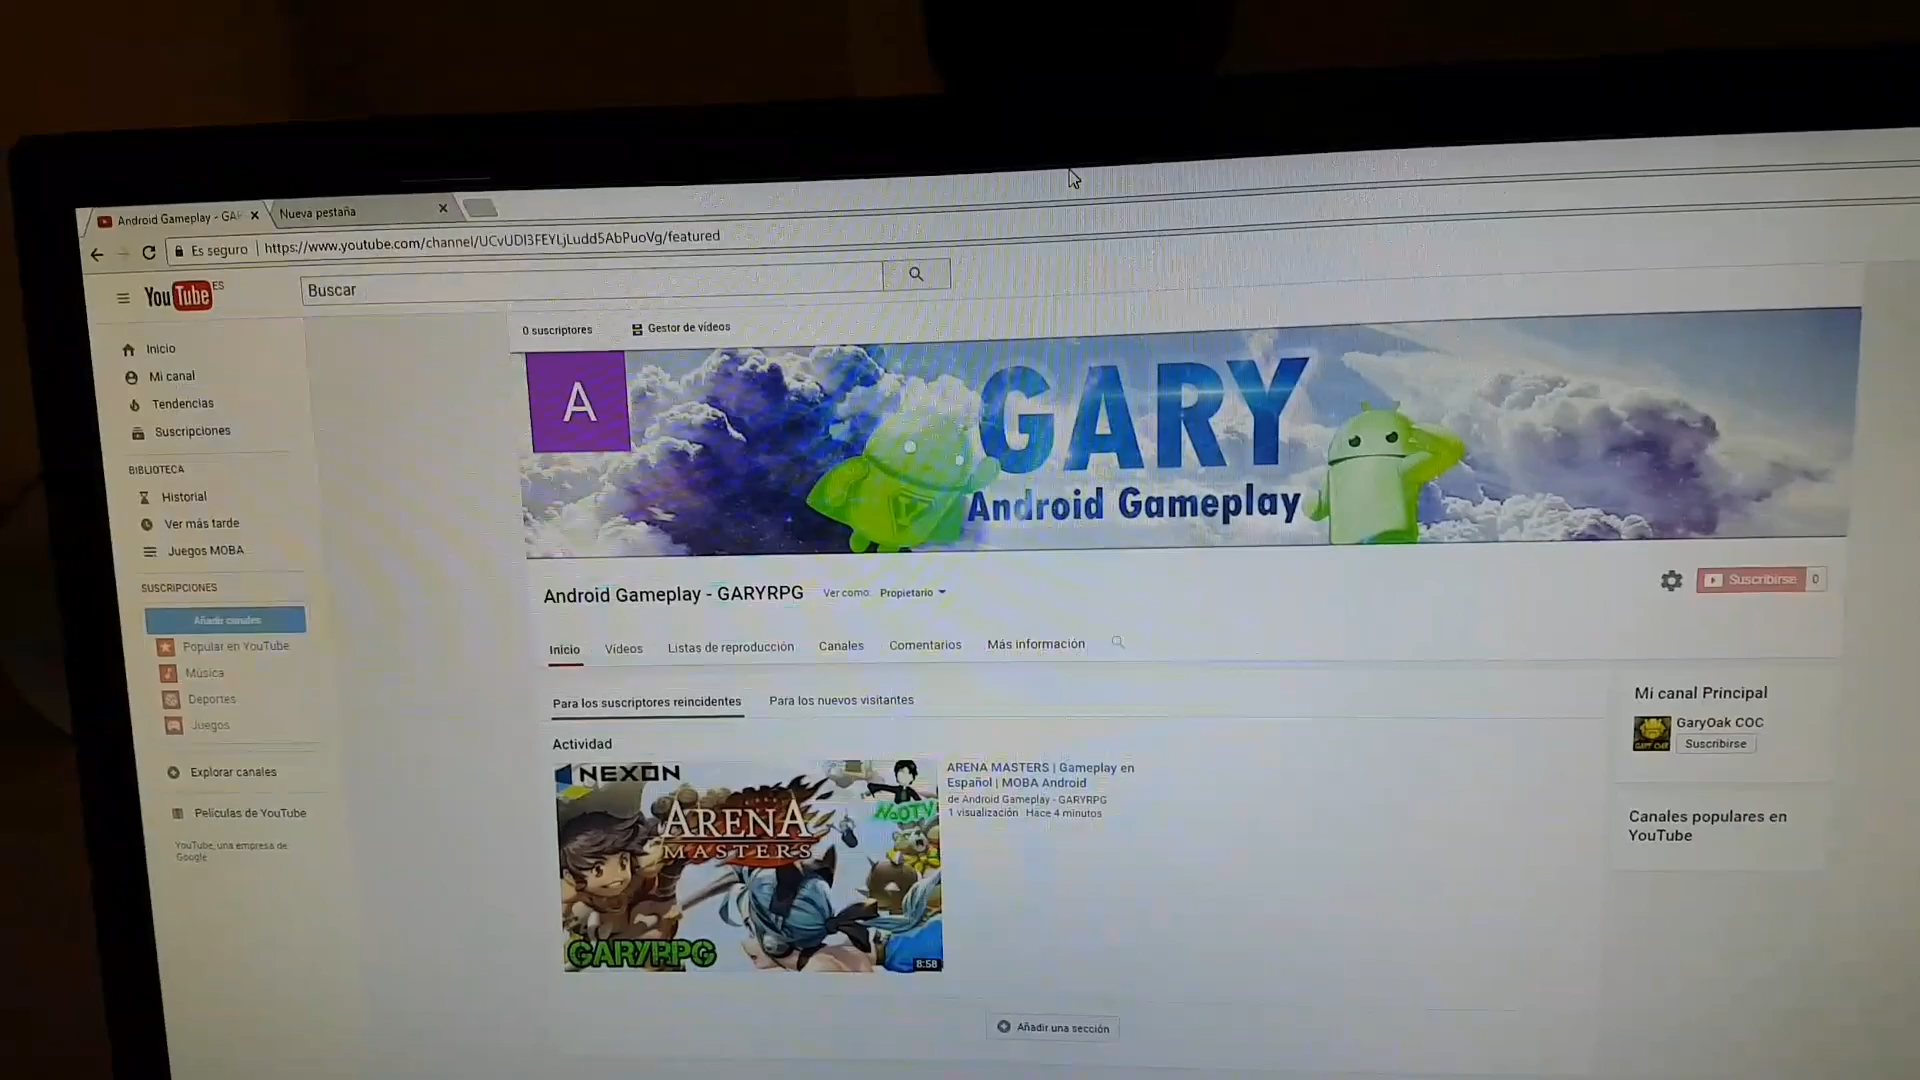 Android Gameplay - GAR
Nueva pestaña
Es seguro
https://www.youtube.com/channel/UCvUDI3FEYLjLudd5AbPuoVg/featured
YouTube ES
Buscar
0 suscriptores
Gestor de vídeos
Inicio
Mi canal
Tendencias
Suscripciones
BIBLIOTECA
Historial
Ver más tarde
Juegos MOBA
SUSCRIPCIONES
Añadir canales
Popular en YouTube
Música
Deportes
Juegos
Explorar canales
Películas de YouTube
YouTube, una empresa de
Google
A
GARY
Android Gameplay
Android Gameplay - GARYRPG
Ver como:
Propietario
Suscribirse
0
Inicio
Vídeos
Listas de reproducción
Canales
Comentarios
Más información
Para los suscriptores reincidentes
Para los nuevos visitantes
Actividad
NEXON
NeOTV
ARENA
MASTERS
GARYRPG
8:58
ARENA MASTERS | Gameplay en
Español | MOBA Android
de Android Gameplay - GARYRPG
1 visualización
Hace 4 minutos
Añadir una sección
Mi canal Principal
GaryOak COC
Suscribirse
Canales populares en
YouTube